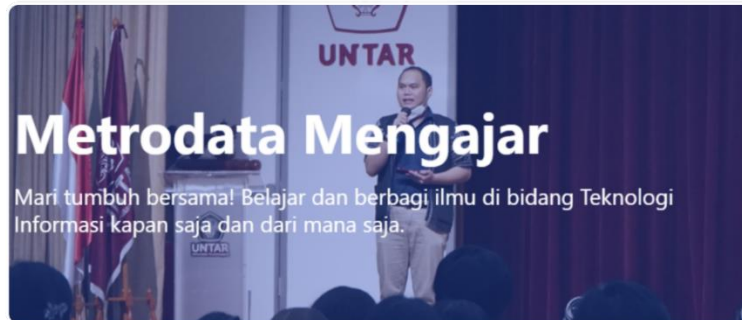 UNTAR
Metrodata Mengajar
Mari tumbuh bersama! Belajar dan berbagi ilmu di bidang Teknologi
Informasi kapan saja dan dari mana saja.
UNTAR